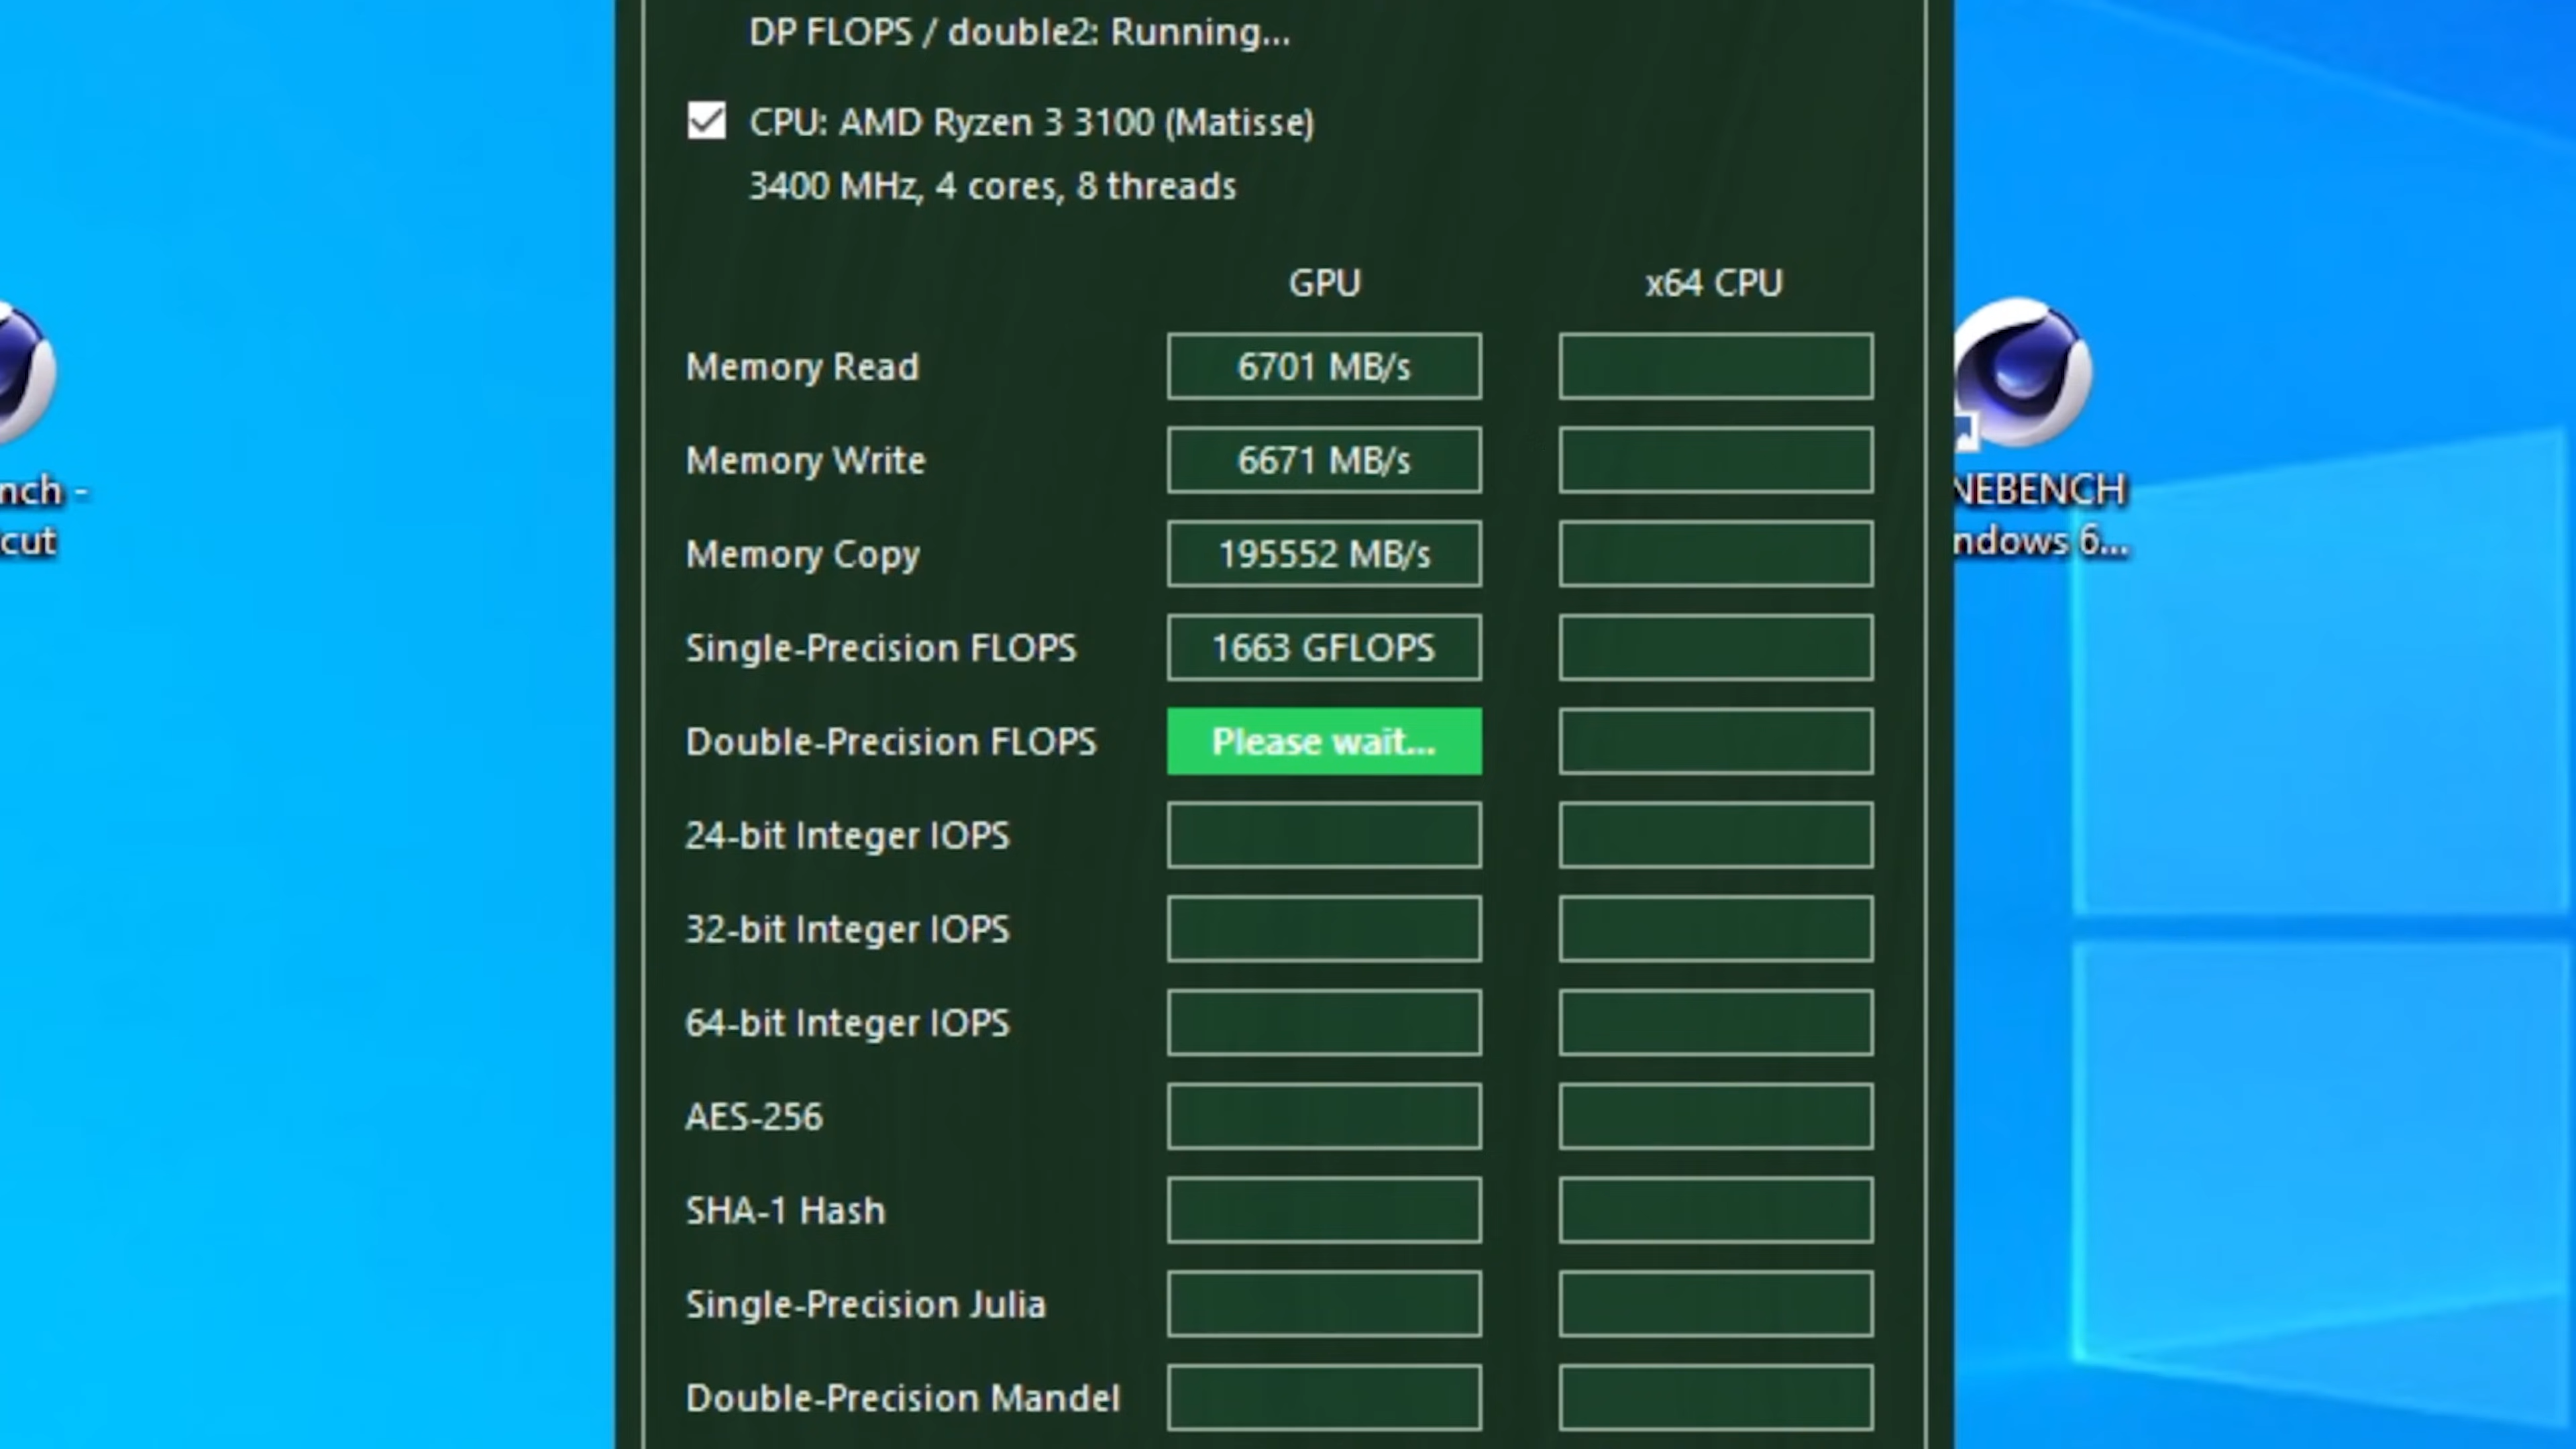 DP FLOPS / double2: Running...
CPU: AMD Ryzen 3 3100 (Matisse)
3400 MHz, 4 cores, 8 threads
GPU x64 CPU
Memory Read 6701 MB/s
Memory Write 6671 MB/s
Memory Copy 195552 MB/s
Single-Precision FLOPS 1663 GFLOPS
Double-Precision FLOPS Please wait...
24-bit Integer IOPS
32-bit Integer IOPS
64-bit Integer IOPS
AES-256
SHA-1 Hash
Single-Precision Julia
Double-Precision Mandel
nch -
cut
NEBENCH
ndows 6...